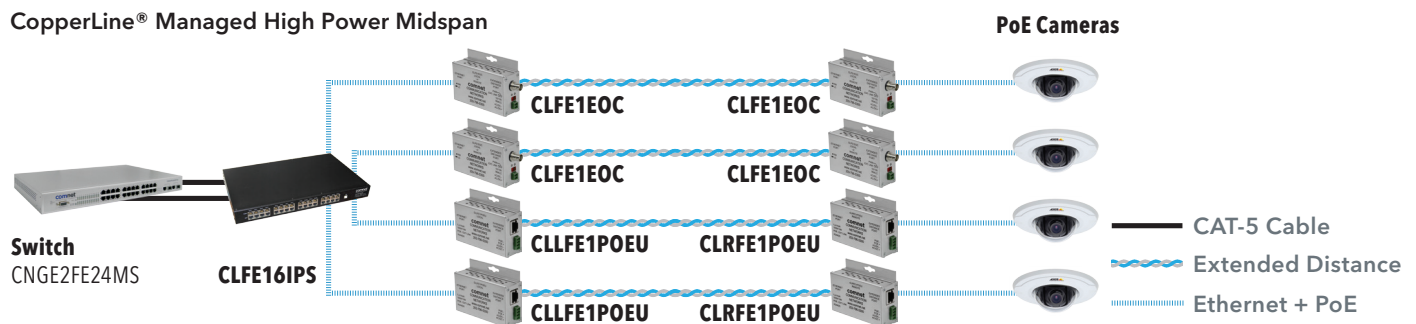 CopperLine® Managed High Power Midspan
PoE Cameras
CLFE1EOC CLFE1EOC
CLFE1EOC CLFE1EOC
comnet
Switch
CNGE2FE24MS
CLFE16IPS
CLLFE1POEU CLRFE1POEU
CLLFE1POEU CLRFE1POEU
CAT-5 Cable
Extended Distance
Ethernet + PoE